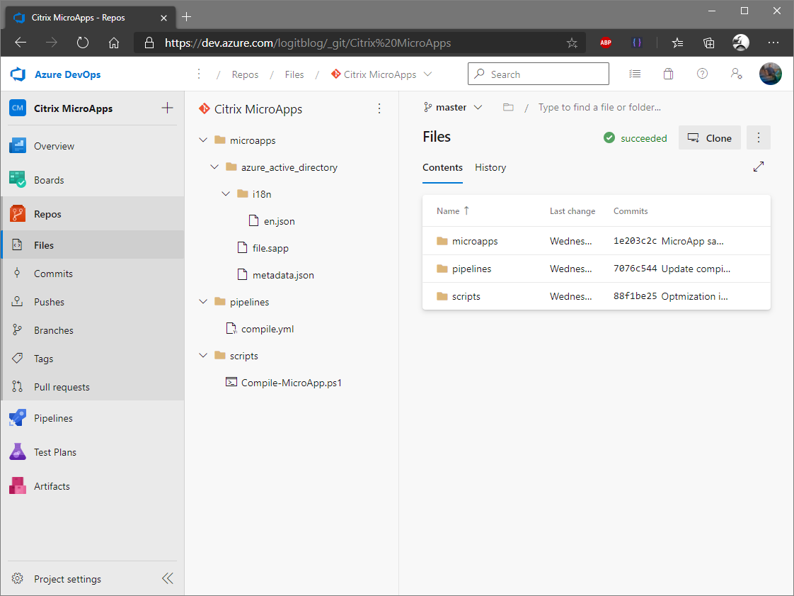 Citrix MicroApps - Repos
https://dev.azure.com/logitblog/_git/Citrix%20MicroApps
ABP
Azure DevOps
/ Repos / Files / Citrix MicroApps
Search
CM Citrix MicroApps
Overview
Boards
Repos
Files
Commits
Pushes
Branches
Tags
Pull requests
Pipelines
Test Plans
Artifacts
Project settings
Citrix MicroApps
microapps
azure_active_directory
i18n
en.json
file.sapp
metadata.json
pipelines
compile.yml
scripts
Compile-MicroApp.ps1
master / Type to find a file or folder...
Files
succeeded
Clone
Contents History
Name ↑ Last change Commits
microapps Wednes... 1e203c2c MicroApp sa...
pipelines Wednes... 7076c544 Update compi...
scripts Wednes... 88f1be25 Optmization i...